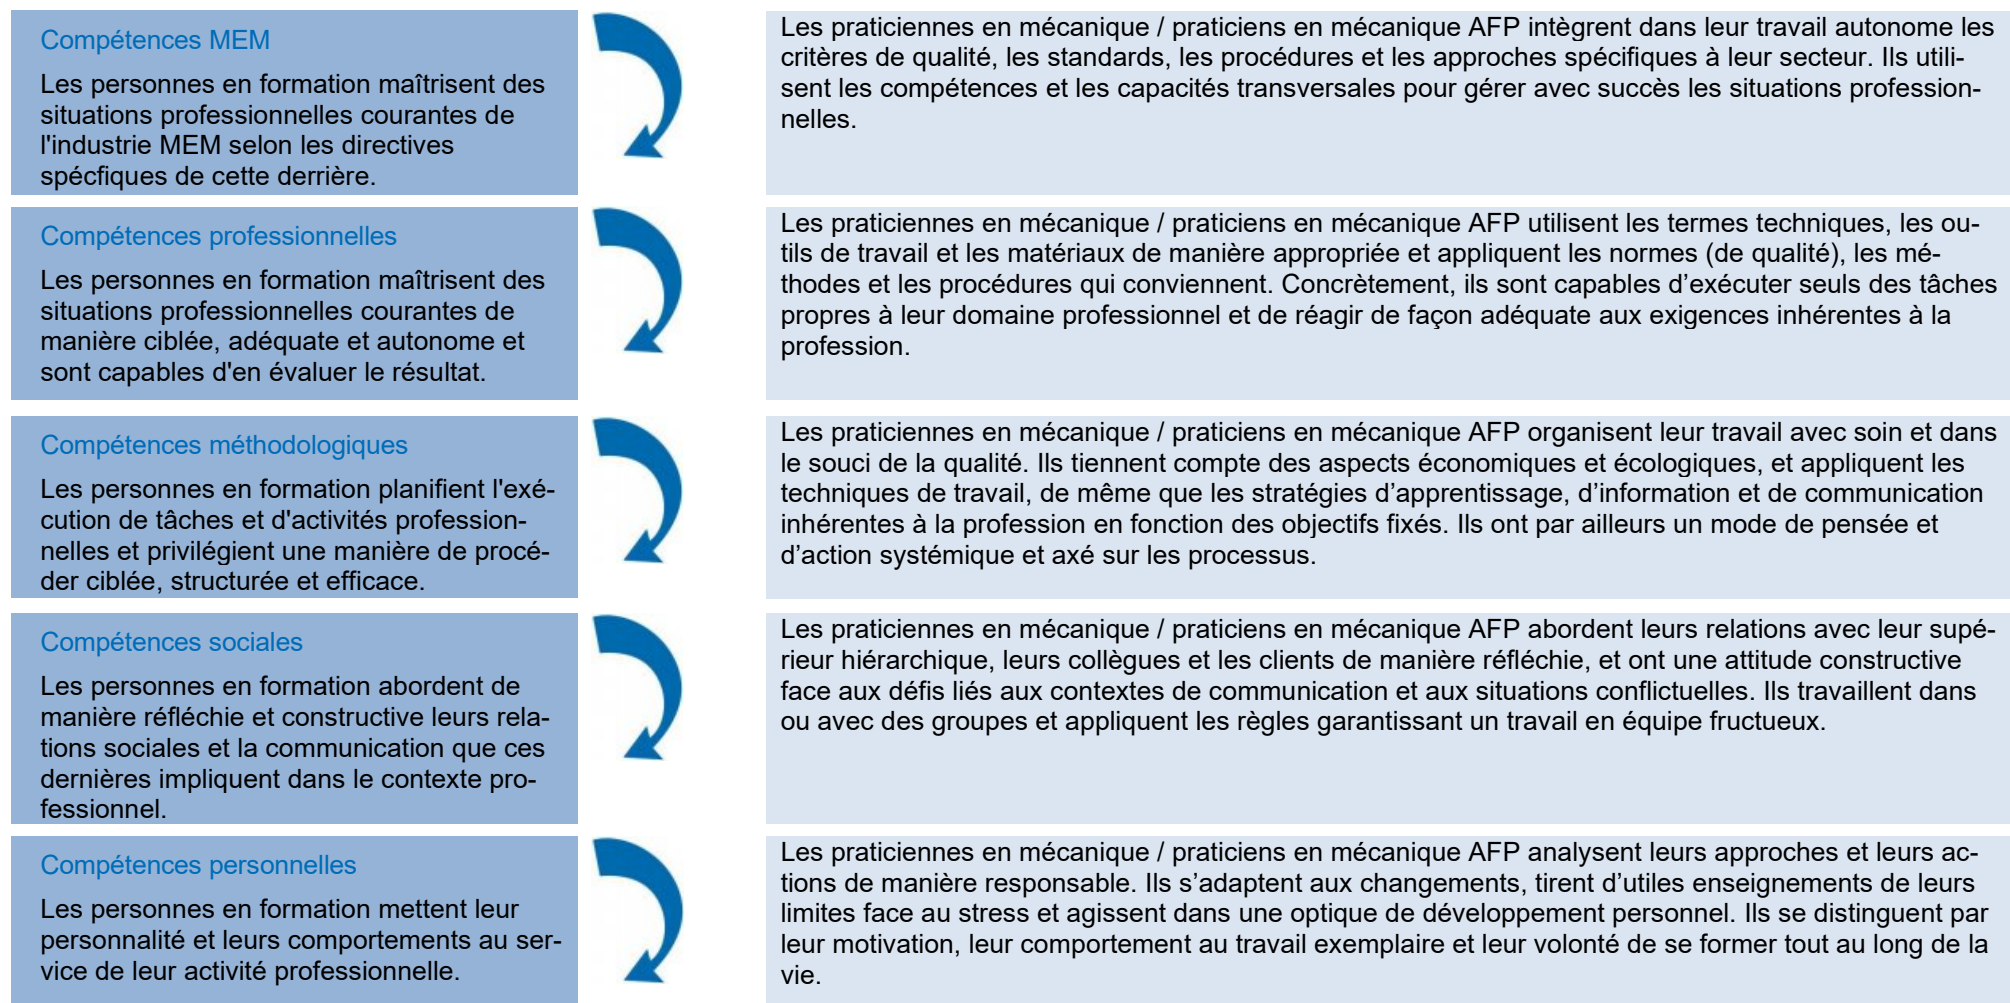 Compétences MEM
Les personnes en formation maîtrisent des
situations professionnelles courantes de
l'industrie MEM selon les directives
spécfiques de cette derrière.
Les praticiennes en mécanique / praticiens en mécanique AFP intègrent dans leur travail autonome les
critères de qualité, les standards, les procédures et les approches spécifiques à leur secteur. Ils utili-
sent les compétences et les capacités transversales pour gérer avec succès les situations profession-
nelles.
Compétences professionnelles
Les personnes en formation maîtrisent des
situations professionnelles courantes de
manière ciblée, adéquate et autonome et
sont capables d'en évaluer le résultat.
Les praticiennes en mécanique / praticiens en mécanique AFP utilisent les termes techniques, les ou-
tils de travail et les matériaux de manière appropriée et appliquent les normes (de qualité), les mé-
thodes et les procédures qui conviennent. Concrètement, ils sont capables d’exécuter seuls des tâches
propres à leur domaine professionnel et de réagir de façon adéquate aux exigences inhérentes à la
profession.
Compétences méthodologiques
Les personnes en formation planifient l'exé-
cution de tâches et d'activités profession-
nelles et privilégient une manière de procé-
der ciblée, structurée et efficace.
Les praticiennes en mécanique / praticiens en mécanique AFP organisent leur travail avec soin et dans
le souci de la qualité. Ils tiennent compte des aspects économiques et écologiques, et appliquent les
techniques de travail, de même que les stratégies d’apprentissage, d’information et de communication
inhérentes à la profession en fonction des objectifs fixés. Ils ont par ailleurs un mode de pensée et
d’action systémique et axé sur les processus.
Compétences sociales
Les personnes en formation abordent de
manière réfléchie et constructive leurs rela-
tions sociales et la communication que ces
dernières impliquent dans le contexte pro-
fessionnel.
Les praticiennes en mécanique / praticiens en mécanique AFP abordent leurs relations avec leur supé-
rieur hiérarchique, leurs collègues et les clients de manière réfléchie, et ont une attitude constructive
face aux défis liés aux contextes de communication et aux situations conflictuelles. Ils travaillent dans
ou avec des groupes et appliquent les règles garantissant un travail en équipe fructueux.
Compétences personnelles
Les personnes en formation mettent leur
personnalité et leurs comportements au ser-
vice de leur activité professionnelle.
Les praticiennes en mécanique / praticiens en mécanique AFP analysent leurs approches et leurs ac-
tions de manière responsable. Ils s’adaptent aux changements, tirent d’utiles enseignements de leurs
limites face au stress et agissent dans une optique de développement personnel. Ils se distinguent par
leur motivation, leur comportement au travail exemplaire et leur volonté de se former tout au long de la
vie.